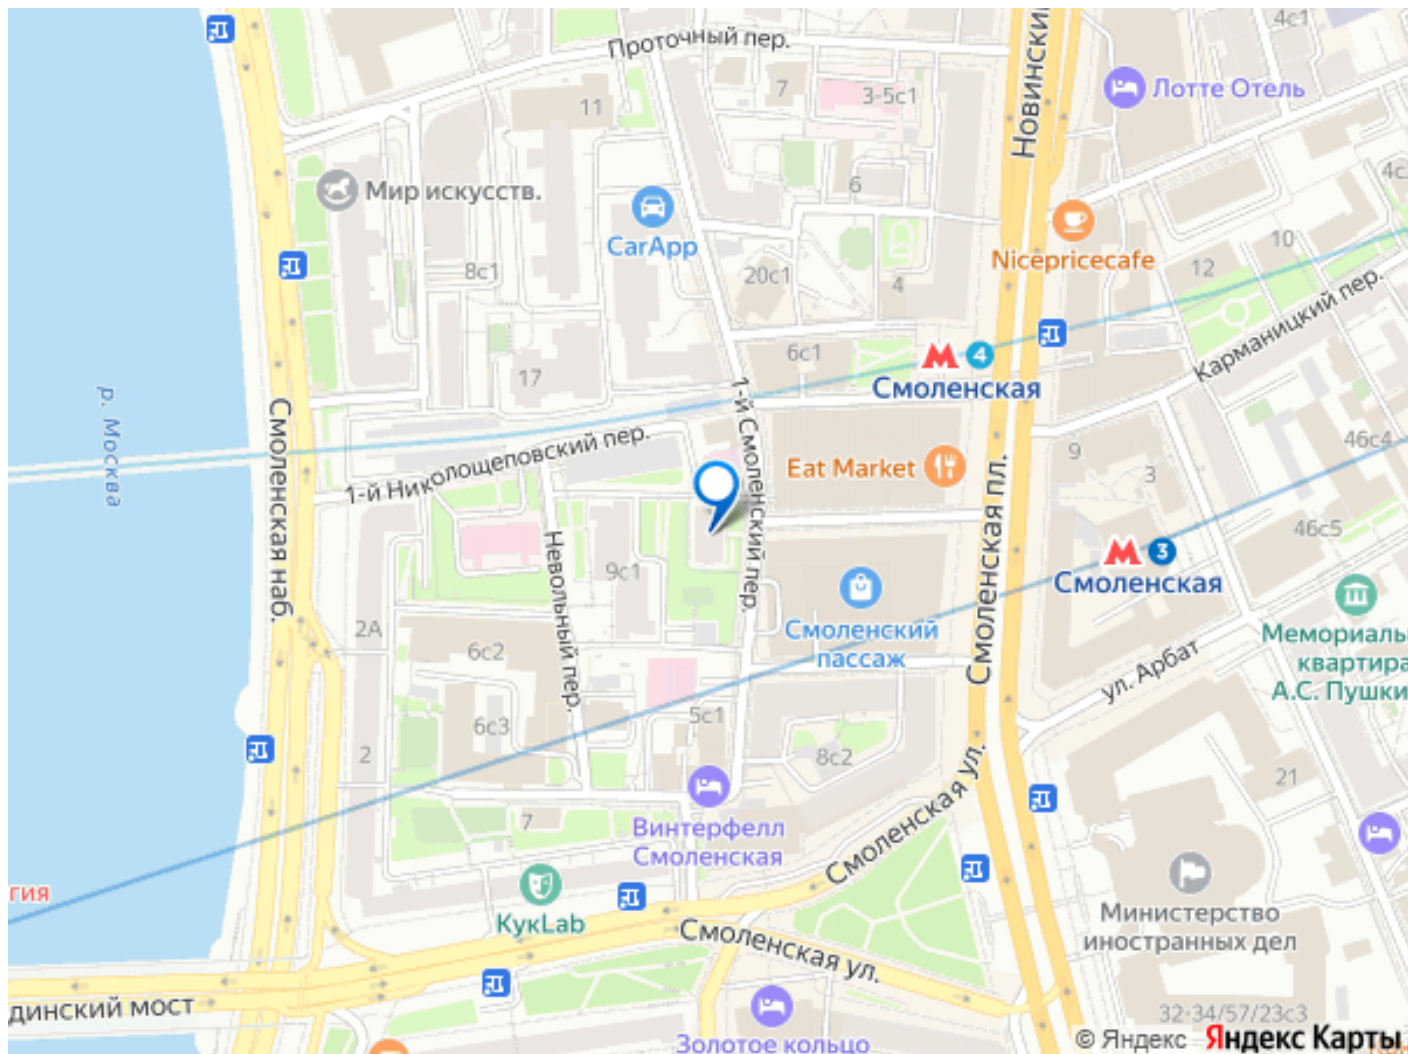 Проточный пер.
Новинский
4с1
11
7
3-5с1
Лотте Отель
Мир искусств.
6
4с
CarApp
Nicepricecafe
8с1
20с1
4
10
12
Карманицкий пер.
6с1
4
Смоленская
17
1-й Смоленский пер.
р. Москва
Смоленская наб.
1-й Николощеповский пер.
Eat Market
9
3
46с4
Смоленская пл.
46с5
3
Смоленская
Невольный пер.
9с1
2А
6с2
Смоленский
пассаж
Мемориаль
квартира
А.С. Пушки
ул. Арбат
5с1
6с3
2
8с2
21
Смоленская ул.
7
Винтерфелл
Смоленская
гия
КукLab
Министерство
иностранных дел
Смоленская ул.
динский мост
32-34/57/23с3
Золотое кольцо
© Яндекс Яндекс Карты